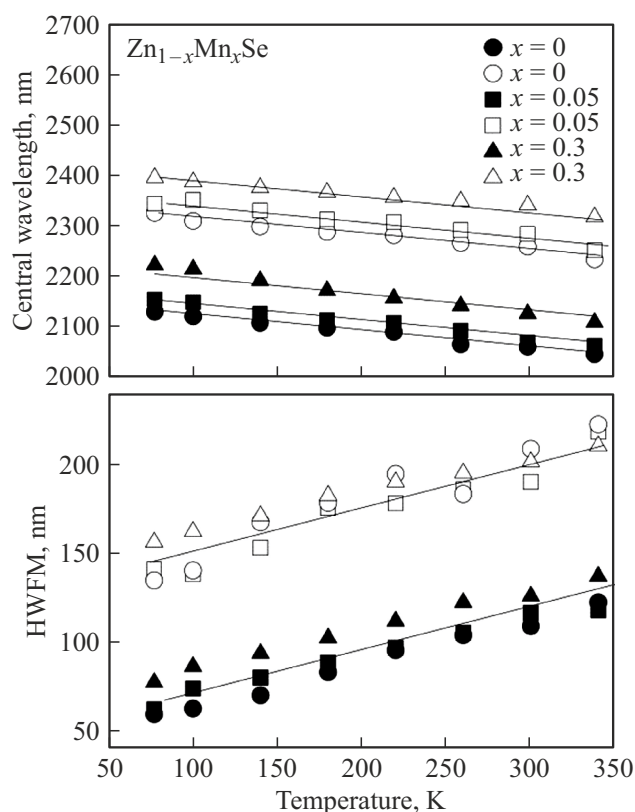 2700
Zn1−xMnxSe
x = 0
2600
x = 0
x = 0.05
2500
x = 0.05
x = 0.3
2400
x = 0.3
2300
2200
2100
2000
Central wavelength, nm
200
150
100
50
HWFM, nm
50 100 150 200 250 300 350
Temperature, K